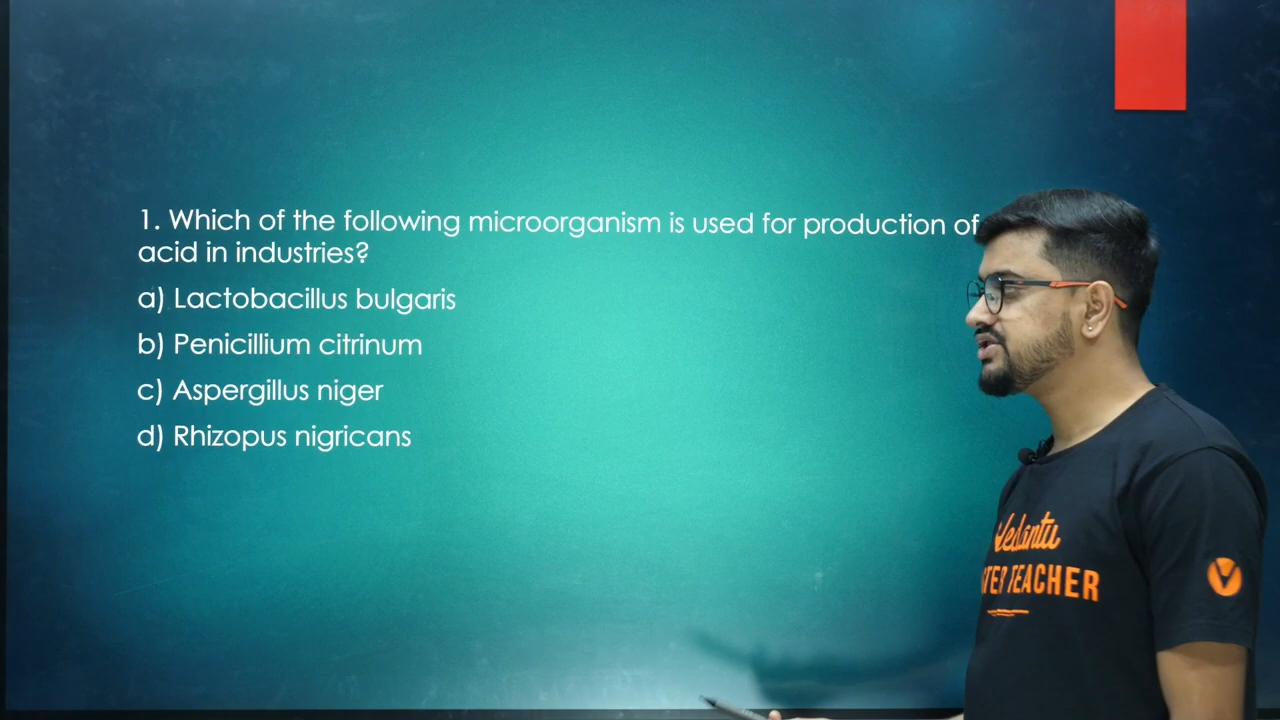 1. Which of the following microorganism is used for production of
acid in industries?
a) Lactobacillus bulgaris
b) Penicillium citrinum
c) Aspergillus niger
d) Rhizopus nigricans
Vedantu
TEACHER
V